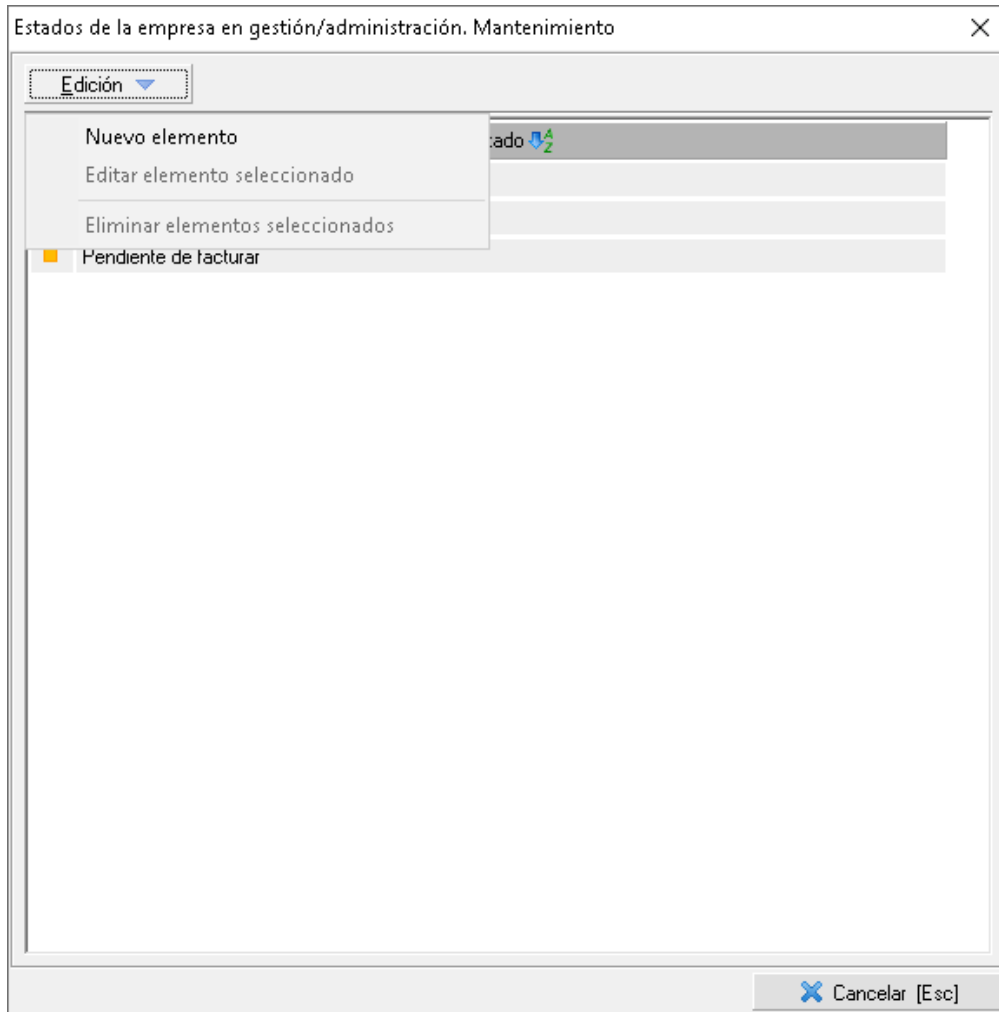 Estados de la empresa en gestión/administración. Mantenimiento
Edición
Nuevo elemento
Editar elemento seleccionado
Eliminar elementos seleccionados
Pendiente de facturar
Cancelar [Esc]